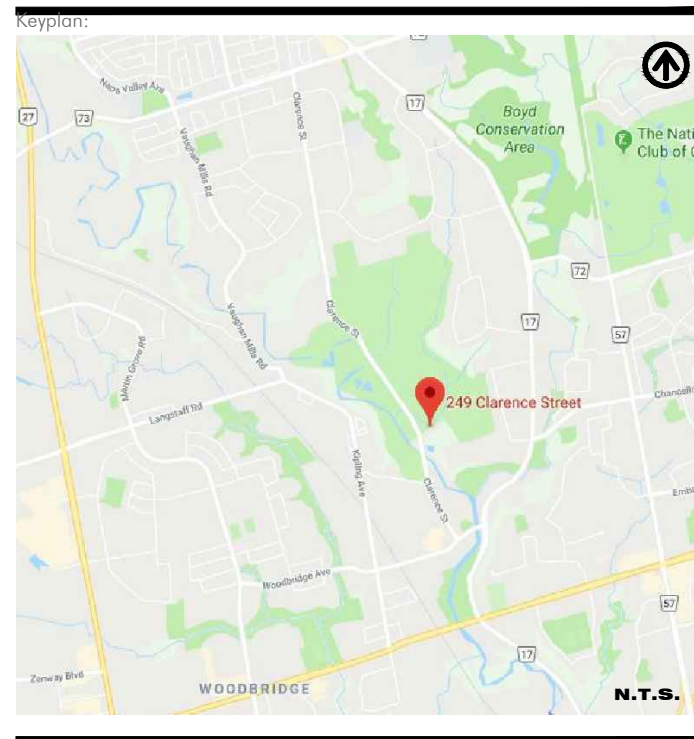 Keyplan:
Napa Valley Ave
Clarence St
17
Boyd
Conservation
Area
27
73
The Nati
Club of
Vaughan Mills Rd
72
17
57
Clarence St
Vaughan Mills Rd
Martin Grove Rd
249 Clarence Street
Langstaff Rd
Kipling Ave
Clarence St
Woodbridge Ave
57
17
Zenway Blvd
WOODBRIDGE
N.T.S.